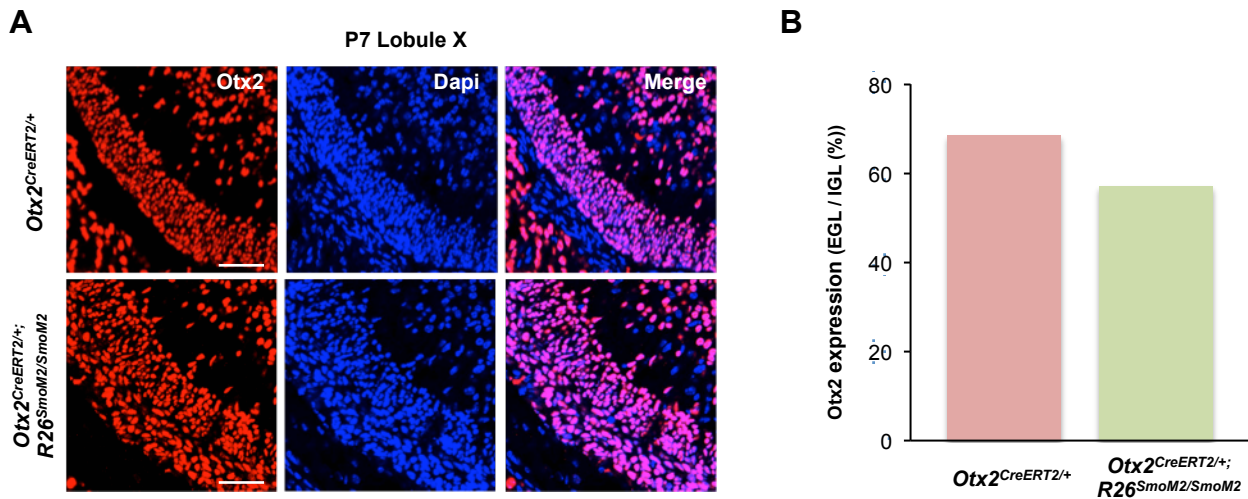 A
P7 Lobule X
Otx2
Dapi
Merge
Otx2CreERT2/+
Otx2CreERT2/+;
R26SmoM2/SmoM2
B
Otx2 expression (EGL / IGL (%))
80
60
40
20
0
Otx2CreERT2/+
Otx2CreERT2/+;
R26SmoM2/SmoM2